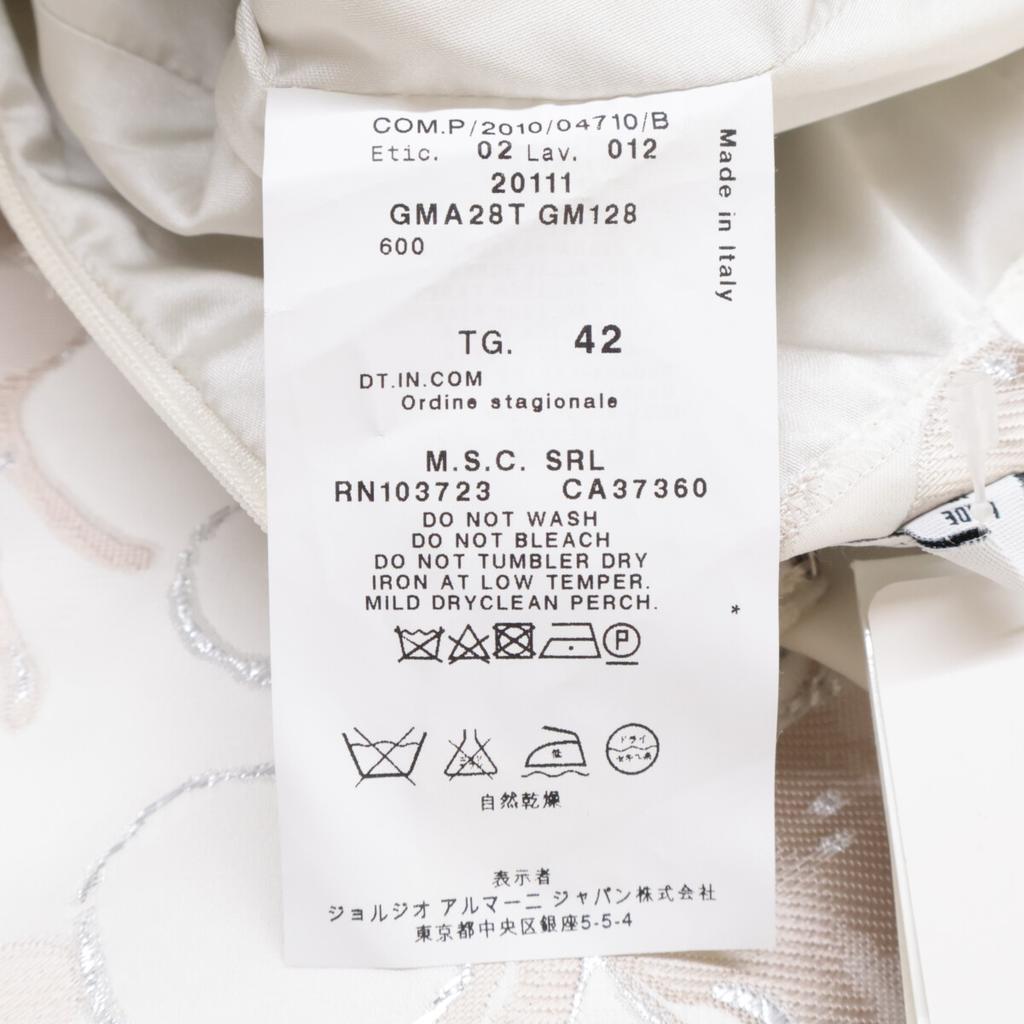 COM.P/2010/04710/B
Etic. 02 Lav. 012
20111
GMA28T GM128
600
Made in Italy
TG. 42
DT.IN.COM
Ordine stagionale
M.S.C. SRL
RN103723 CA37360
DO NOT WASH
DO NOT BLEACH
DO NOT TUMBLER DRY
IRON AT LOW TEMPER.
MILD DRYCLEAN PERCH.
*
P
低
ドライ
自然乾燥
表示者
ジョルジオ アルマーニ ジャパン株式会社
東京都中央区銀座5-5-4